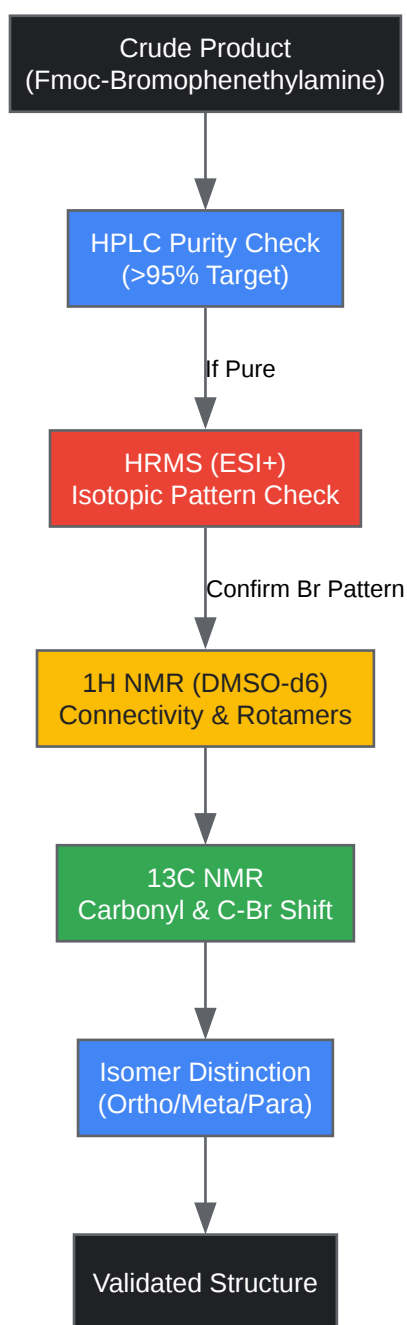 Crude Product
(Fmoc-Bromophenethylamine)
HPLC Purity Check
(>95% Target)
If Pure
HRMS (ESI+)
Isotopic Pattern Check
Confirm Br Pattern
1H NMR (DMSO-d6)
Connectivity & Rotamers
13C NMR
Carbonyl & C-Br Shift
Isomer Distinction
(Ortho/Meta/Para)
Validated Structure